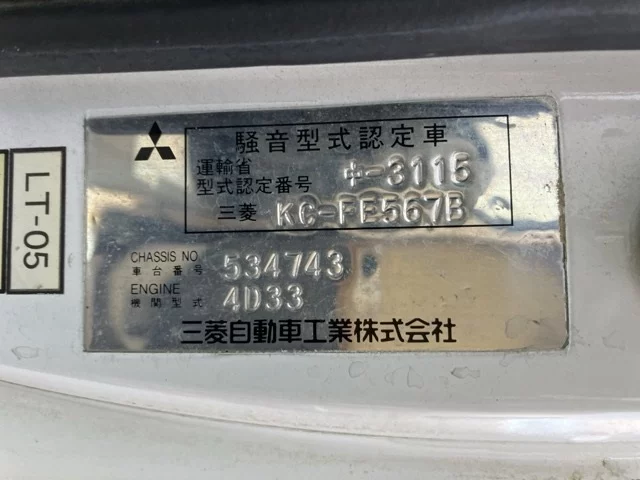 騒音型式認定車
運輸省
型式認定番号 ナ-3115
三菱 KC-FE567B
CHASSIS NO
車台番号 534743
ENGINE
機関型式 4D33
三菱自動車工業株式会社
LT-05